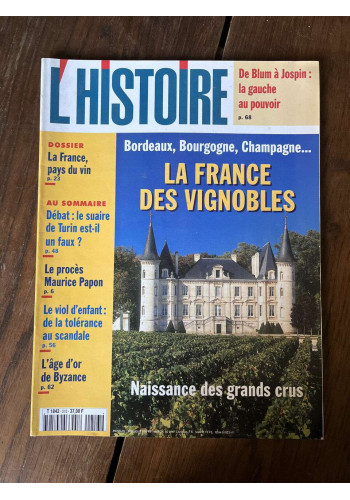 L'HISTOIRE
De Blum à Jospin :
la gauche
au pouvoir
p. 68
Bordeaux, Bourgogne, Champagne...
LA FRANCE
DES VIGNOBLES
DOSSIER
La France,
pays du vin
p. 23
AU SOMMAIRE
Débat : le suaire
de Turin est-il
un faux ?
p. 48
Le procès
Maurice Papon
p. 6
Le viol d'enfant :
de la tolérance
au scandale
p. 56
L'âge d'or
de Byzance
p. 62
Naissance des grands crus